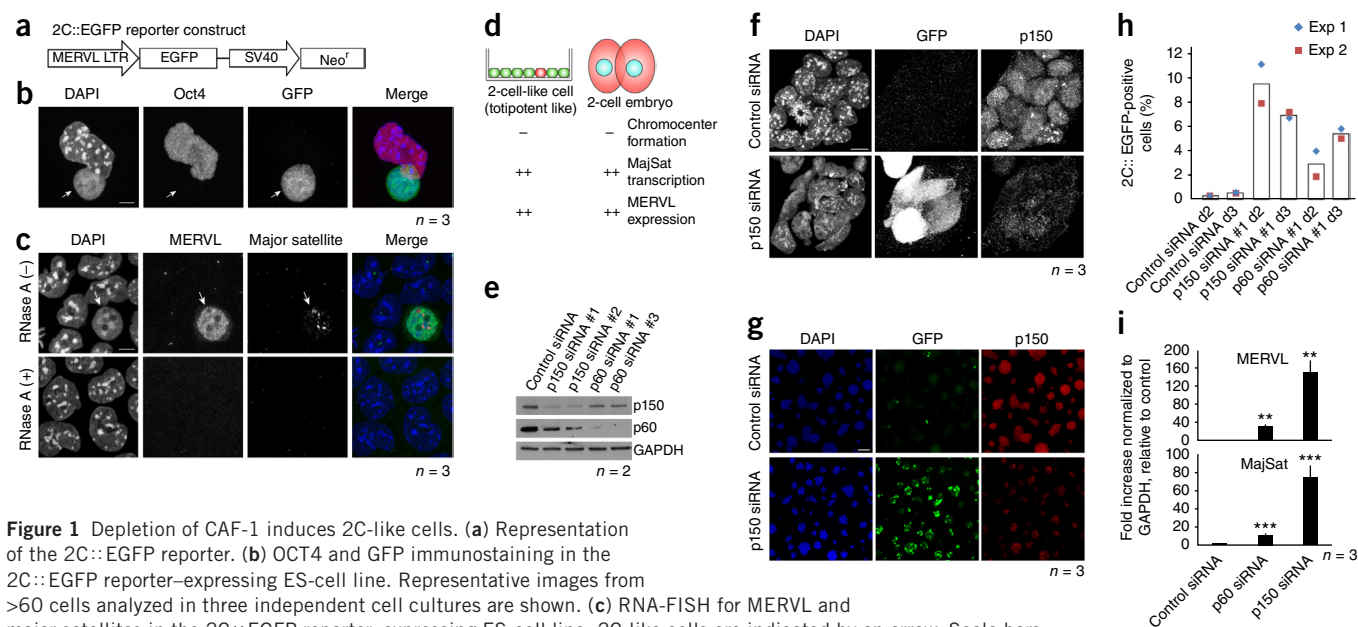 a
2C::EGFP reporter construct
MERVL LTR EGFP SV40 Neoʳ
b
DAPI Oct4 GFP Merge
n = 3
c
DAPI MERVL Major satellite Merge
RNase A (–)
RNase A (+)
n = 3
d
2-cell-like cell
(totipotent like)
2-cell embryo
– – Chromocenter
formation
++ ++ MajSat
transcription
++ ++ MERVL
expression
e
Control siRNA
p150 siRNA #1
p150 siRNA #2
p60 siRNA #1
p60 siRNA #3
p150
p60
GAPDH
n = 2
f
DAPI GFP p150
Control siRNA
p150 siRNA
n = 3
g
DAPI GFP p150
Control siRNA
p150 siRNA
n = 3
h
Exp 1
Exp 2
2C:: EGFP-positive
cells (%)
12
10
8
6
4
2
0
Control siRNA d2
Control siRNA d3
p150 siRNA #1 d2
p150 siRNA #1 d3
p60 siRNA #1 d2
p60 siRNA #1 d3
i
Fold increase normalized to
GAPDH, relative to control
200
160
120
80
40
0
MERVL
**
**
100
80
60
40
20
0
MajSat
***
***
n = 3
Control siRNA
p60 siRNA
p150 siRNA
Figure 1 Depletion of CAF-1 induces 2C-like cells. (a) Representation
of the 2C::EGFP reporter. (b) OCT4 and GFP immunostaining in the
2C::EGFP reporter–expressing ES-cell line. Representative images from
>60 cells analyzed in three independent cell cultures are shown. (c) RNA-FISH for MERVL and